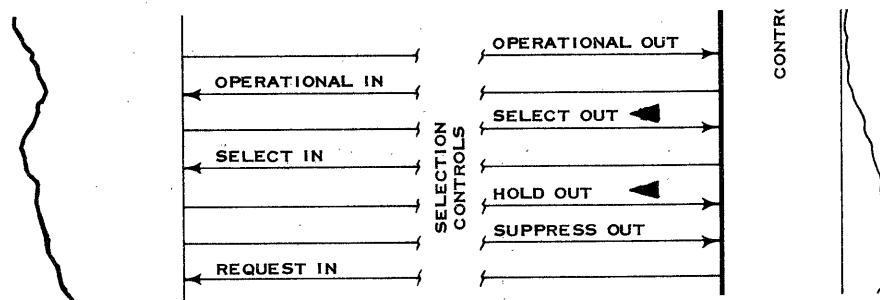 OPERATIONAL OUT
OPERATIONAL IN
SELECT OUT
SELECT IN
HOLD OUT
SUPPRESS OUT
REQUEST IN
SELECTION
CONTROLS